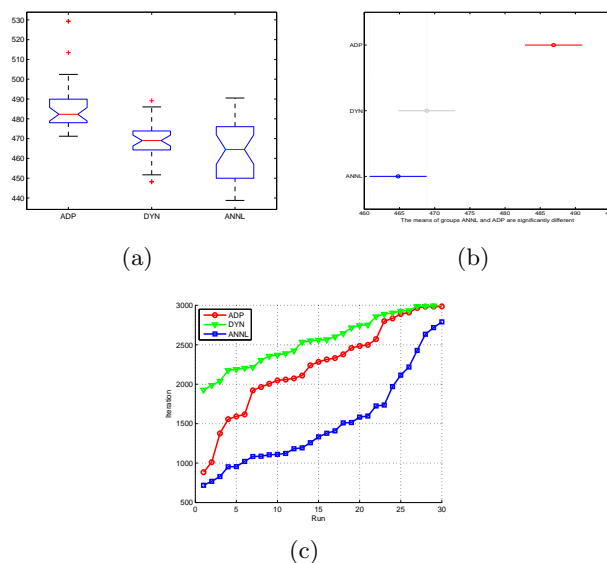 530
520
510
500
490
480
470
460
450
440
ADP
DYN
ANNL
(a)
ADP
DYN
ANNL
460
465
470
475
480
485
490
The means of groups ANNL and ADP are significantly different
(b)
3000
2500
2000
1500
1000
500
Iteration
ADP
DYN
ANNL
0
5
10
15
20
25
30
Run
(c)